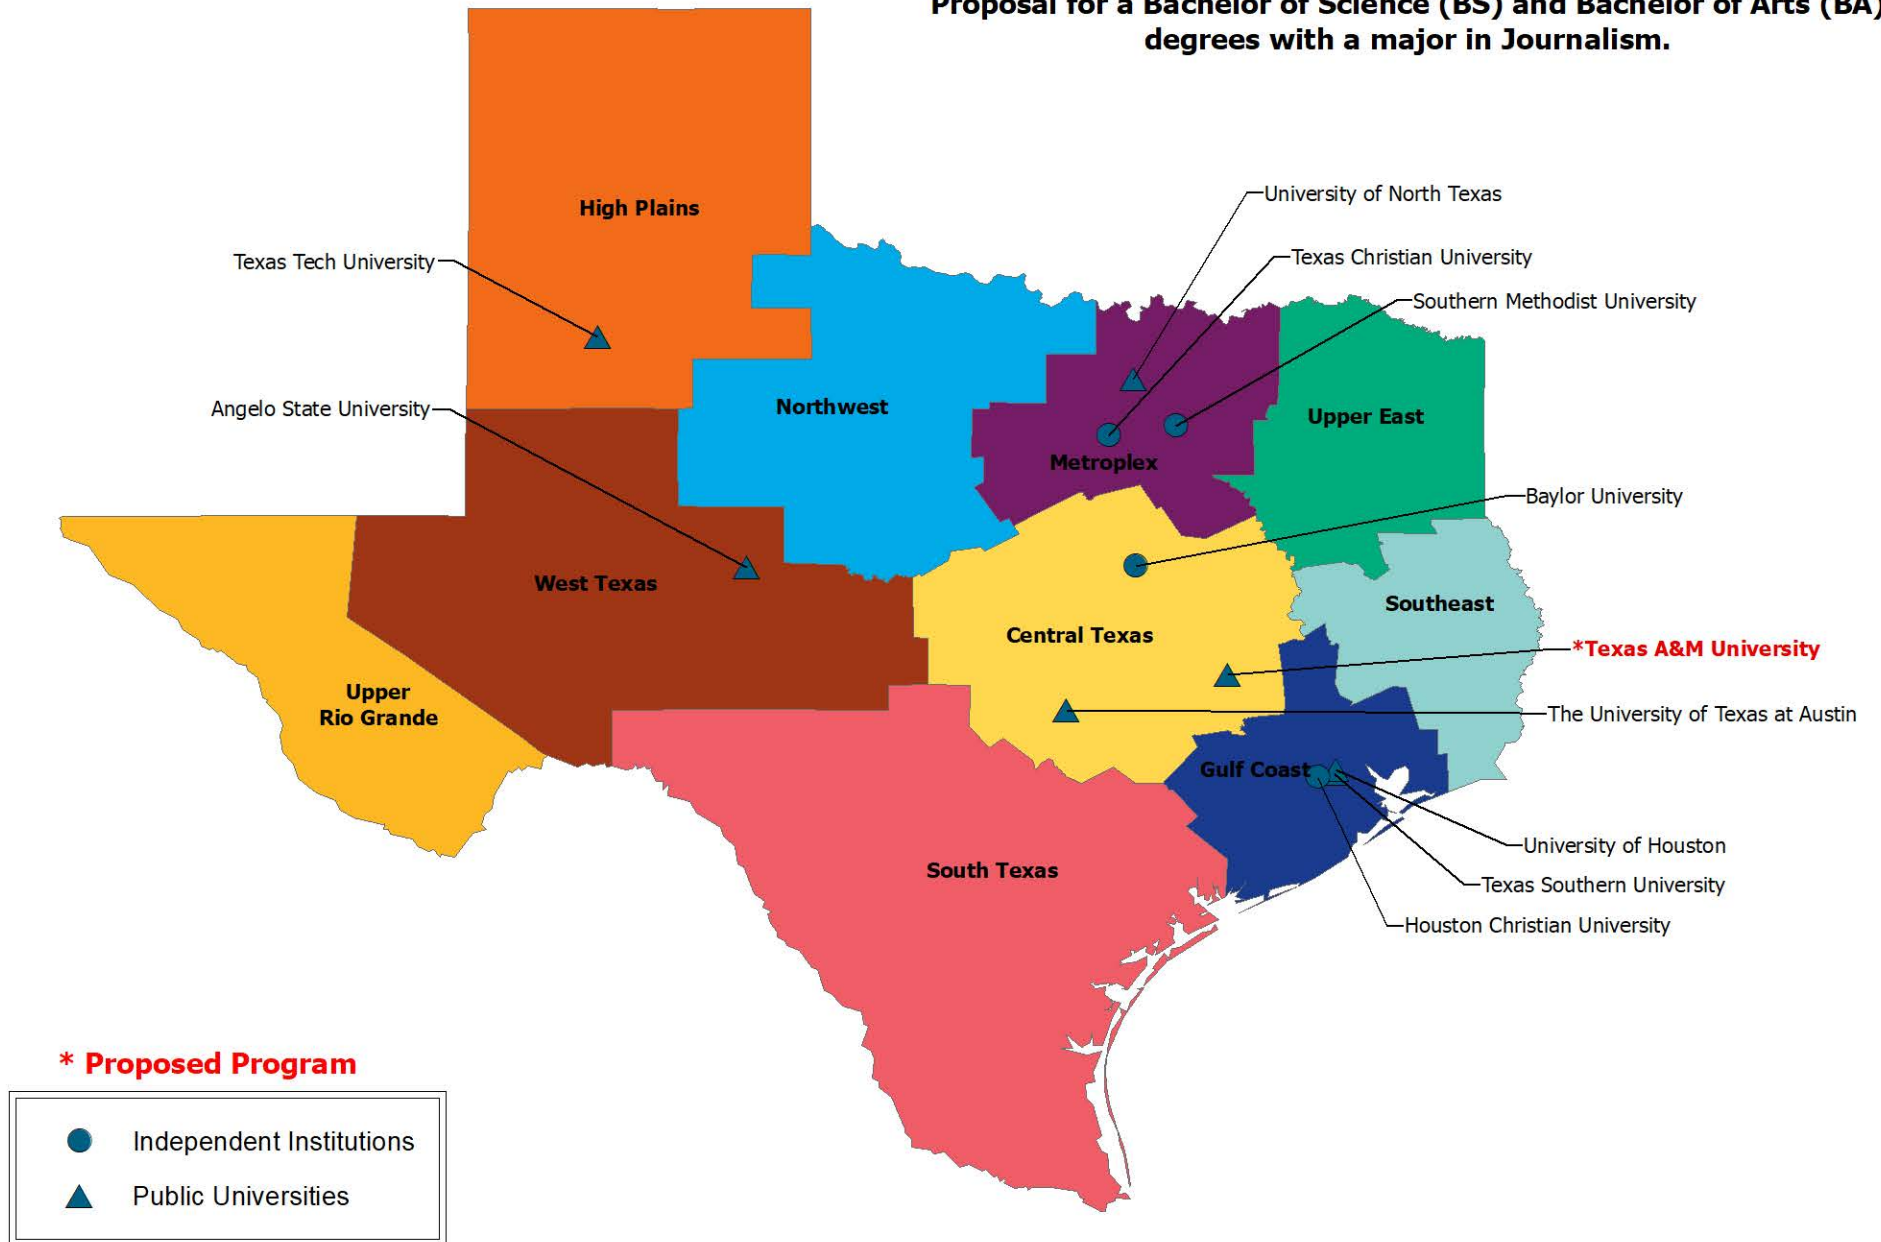 Proposal for a Bachelor of Science (BS) and Bachelor of Arts (BA)
degrees with a major in Journalism.
High Plains
University of North Texas
Texas Tech University
Texas Christian University
Southern Methodist University
Angelo State University
Northwest
Upper East
Metroplex
Baylor University
West Texas
Southeast
Central Texas
*Texas A&M University
Upper
Rio Grande
The University of Texas at Austin
Gulf Coast
University of Houston
South Texas
Texas Southern University
Houston Christian University
* Proposed Program
Independent Institutions
Public Universities